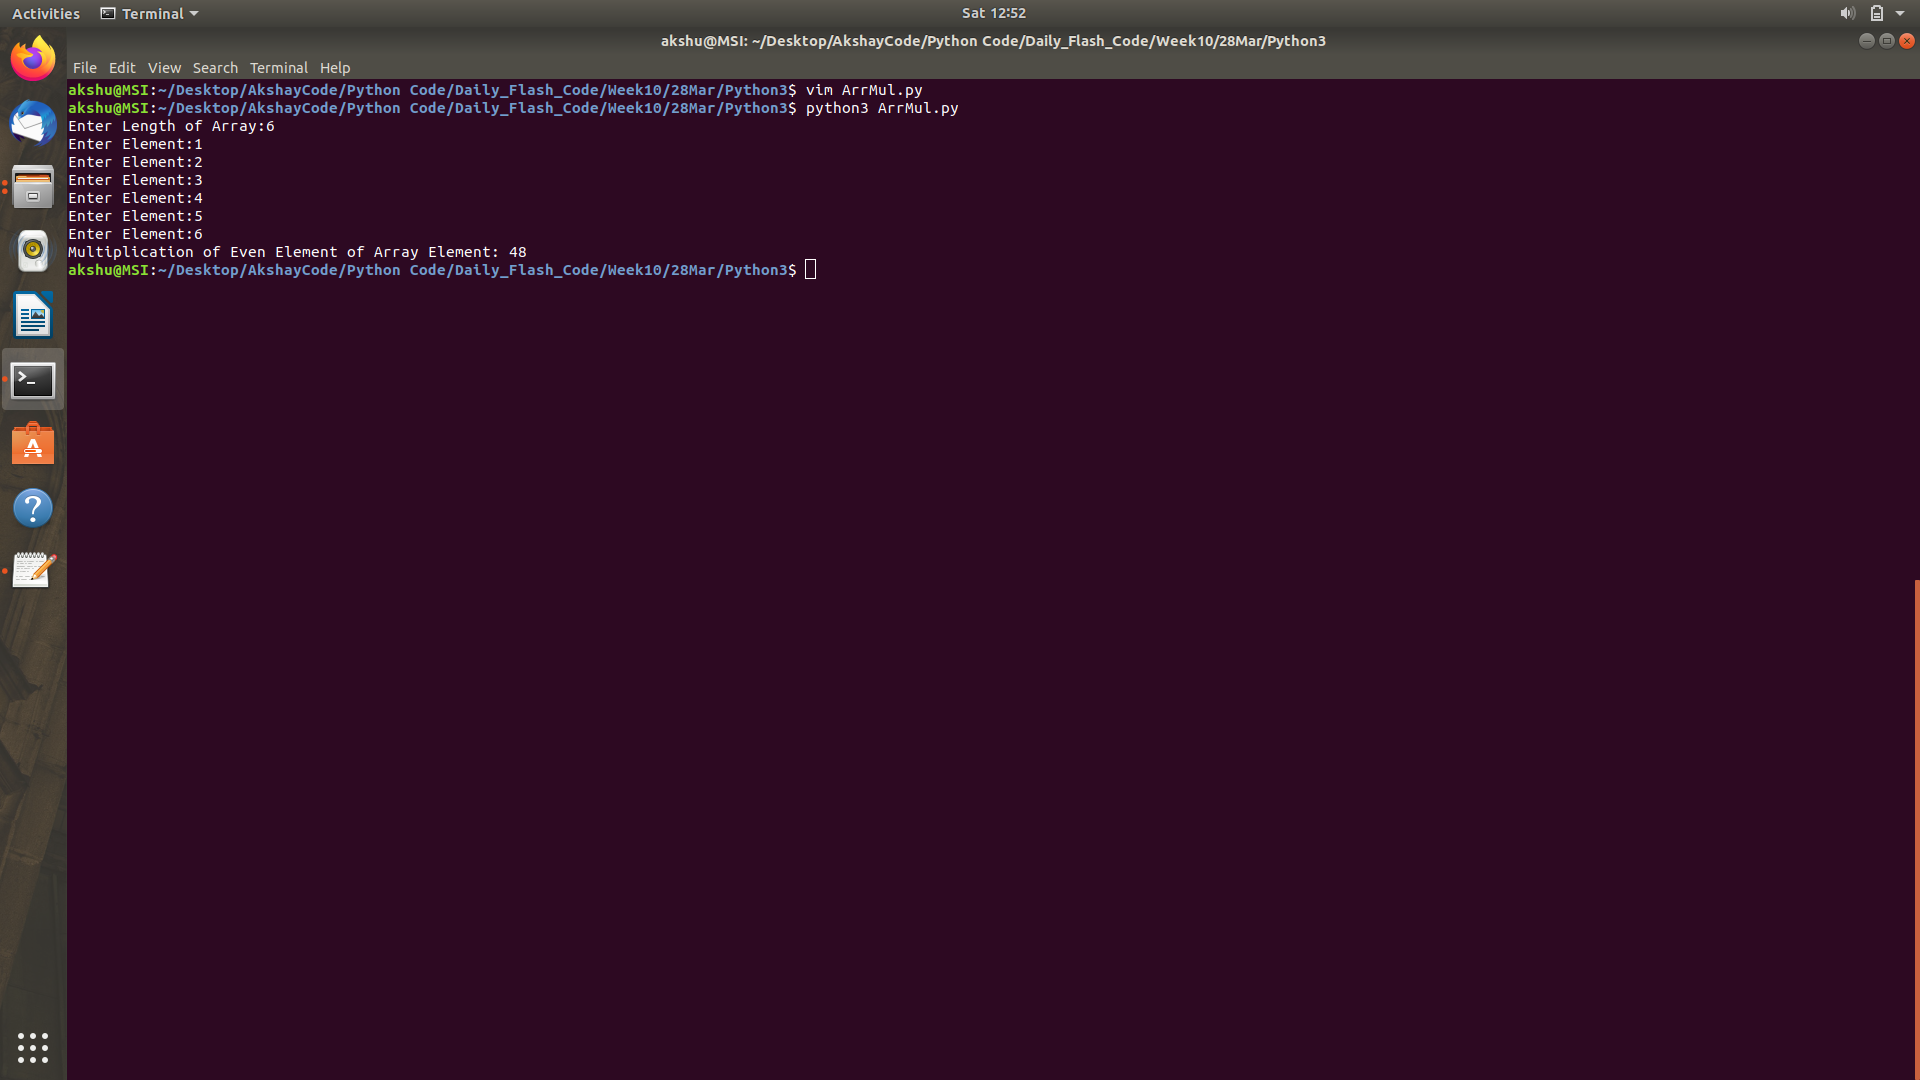 Activities Terminal Sat 12:52
akshu@MSI: ~/Desktop/AkshayCode/Python Code/Daily_Flash_Code/Week10/28Mar/Python3
File Edit View Search Terminal Help
akshu@MSI:~/Desktop/AkshayCode/Python Code/Daily_Flash_Code/Week10/28Mar/Python3$ vim ArrMul.py
akshu@MSI:~/Desktop/AkshayCode/Python Code/Daily_Flash_Code/Week10/28Mar/Python3$ python3 ArrMul.py
Enter Length of Array:6
Enter Element:1
Enter Element:2
Enter Element:3
Enter Element:4
Enter Element:5
Enter Element:6
Multiplication of Even Element of Array Element: 48
akshu@MSI:~/Desktop/AkshayCode/Python Code/Daily_Flash_Code/Week10/28Mar/Python3$